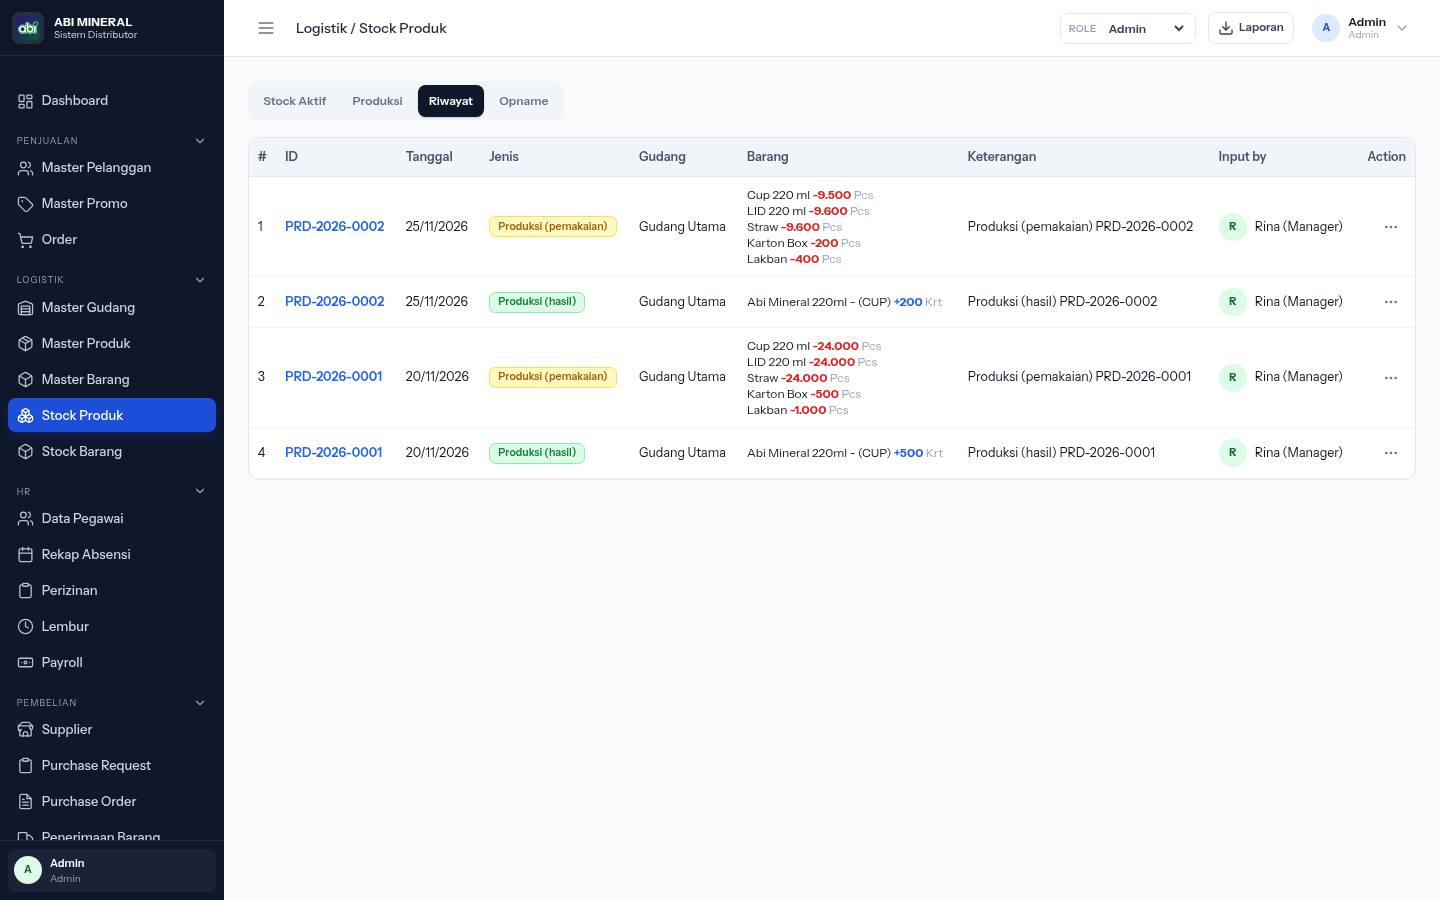 ABI MINERAL
Sistem Distributor
Dashboard
PENJUALAN
Master Pelanggan
Master Promo
Order
LOGISTIK
Master Gudang
Master Produk
Master Barang
Stock Produk
Stock Barang
HR
Data Pegawai
Rekap Absensi
Perizinan
Lembur
Payroll
PEMBELIAN
Supplier
Purchase Request
Purchase Order
Penerimaan Barang
A Admin
Admin
Logistik / Stock Produk
ROLE Admin
Laporan
A Admin
Admin
Stock Aktif Produksi Riwayat Opname
# ID Tanggal Jenis Gudang Barang Keterangan Input by Action
Cup 220 ml -9.500 Pcs
LID 220 ml -9.600 Pcs
1 PRD-2026-0002 25/11/2026 Produksi (pemakaian) Gudang Utama Straw -9.600 Pcs Produksi (pemakaian) PRD-2026-0002 R Rina (Manager) ...
Karton Box -200 Pcs
Lakban -400 Pcs
2 PRD-2026-0002 25/11/2026 Produksi (hasil) Gudang Utama Abi Mineral 220ml - (CUP) +200 Krt Produksi (hasil) PRD-2026-0002 R Rina (Manager) ...
Cup 220 ml -24.000 Pcs
LID 220 ml -24.000 Pcs
3 PRD-2026-0001 20/11/2026 Produksi (pemakaian) Gudang Utama Straw -24.000 Pcs Produksi (pemakaian) PRD-2026-0001 R Rina (Manager) ...
Karton Box -500 Pcs
Lakban -1.000 Pcs
4 PRD-2026-0001 20/11/2026 Produksi (hasil) Gudang Utama Abi Mineral 220ml - (CUP) +500 Krt Produksi (hasil) PRD-2026-0001 R Rina (Manager) ...